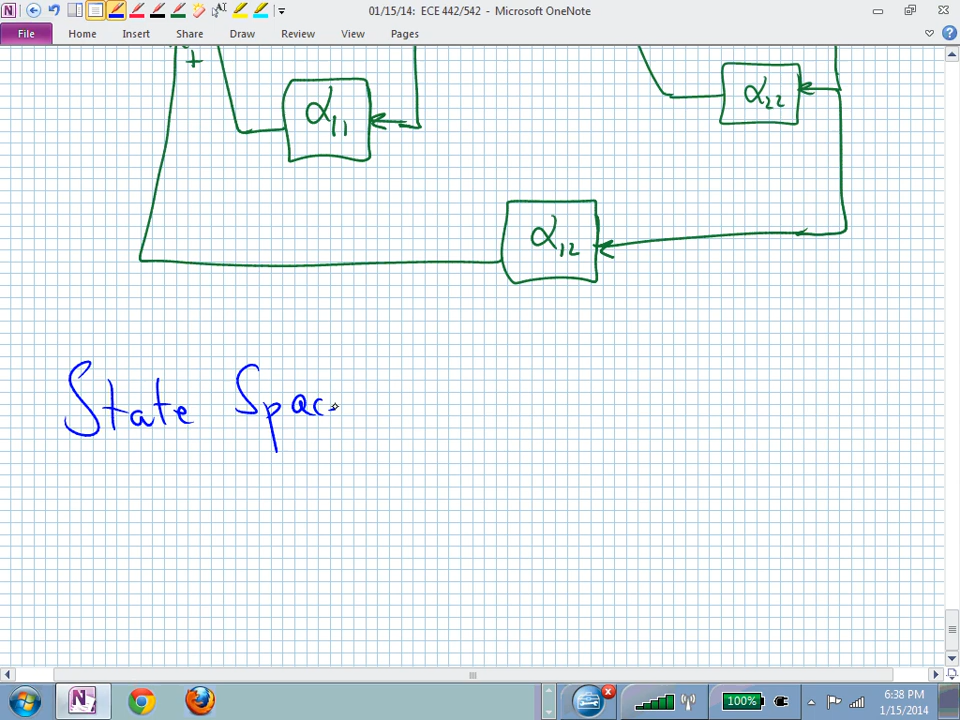 01/15/14: ECE 442/542 - Microsoft OneNote
File Home Insert Share Draw Review View Pages
+
α11
α22
α12
State Spac
100%
6:38 PM
1/15/2014